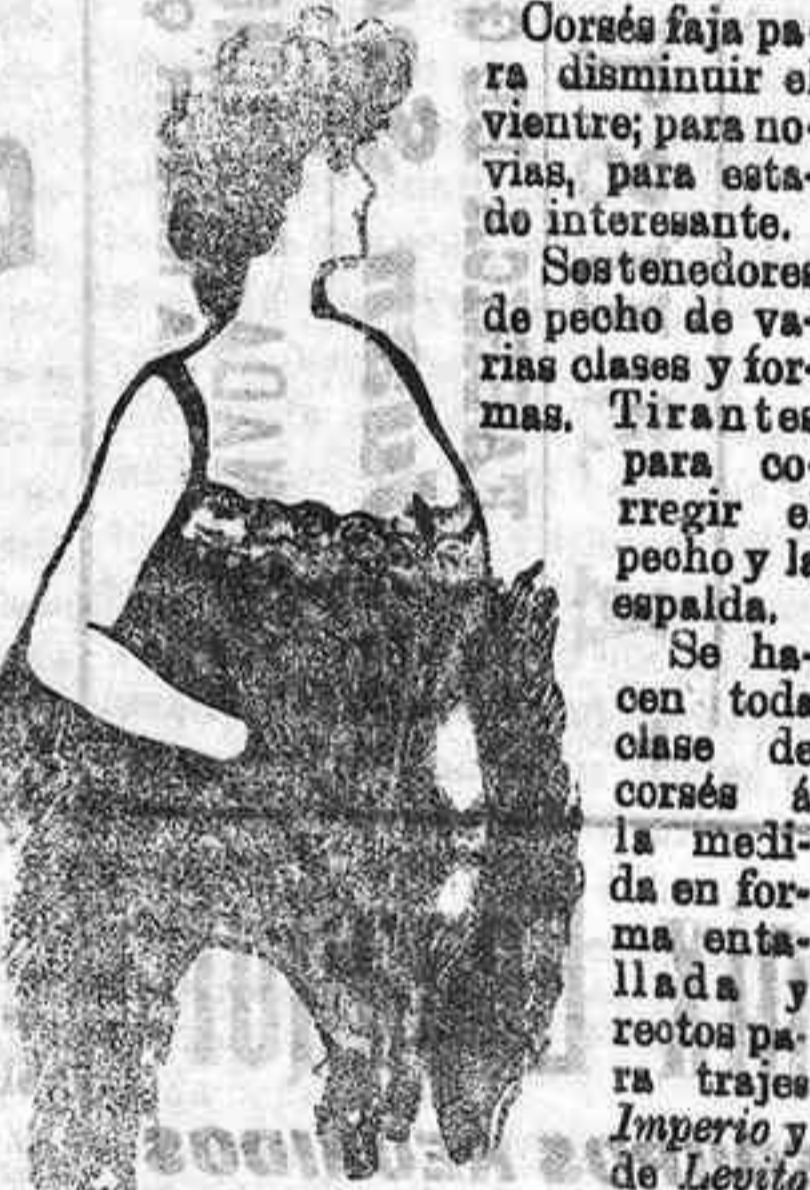 Corsés faja pa-
ra disminuir el
vientre; para no-
vias, para esta-
do interesante.
Sostenedores
de pecho de va-
rias clases y for-
mas. Tirantes
para co-
rregir e
pecho y la
espalda.
Se ha-
cen toda
clase de
corsés á
la medi-
da en for-
ma enta-
llada y
rectos pa-
ra trajes
Imperio y
de Levita